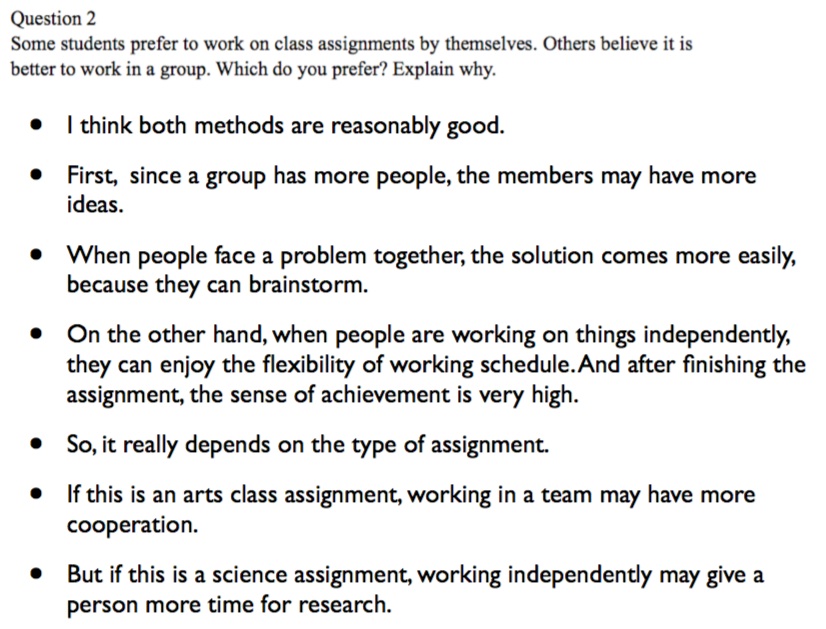 Question 2
Some students prefer to work on class assignments by themselves. Others believe it is
better to work in a group. Which do you prefer? Explain why.
• I think both methods are reasonably good.
• First, since a group has more people, the members may have more
ideas.
• When people face a problem together, the solution comes more easily,
because they can brainstorm.
• On the other hand, when people are working on things independently,
they can enjoy the flexibility of working schedule. And after finishing the
assignment, the sense of achievement is very high.
• So, it really depends on the type of assignment.
• If this is an arts class assignment, working in a team may have more
cooperation.
• But if this is a science assignment, working independently may give a
person more time for research.